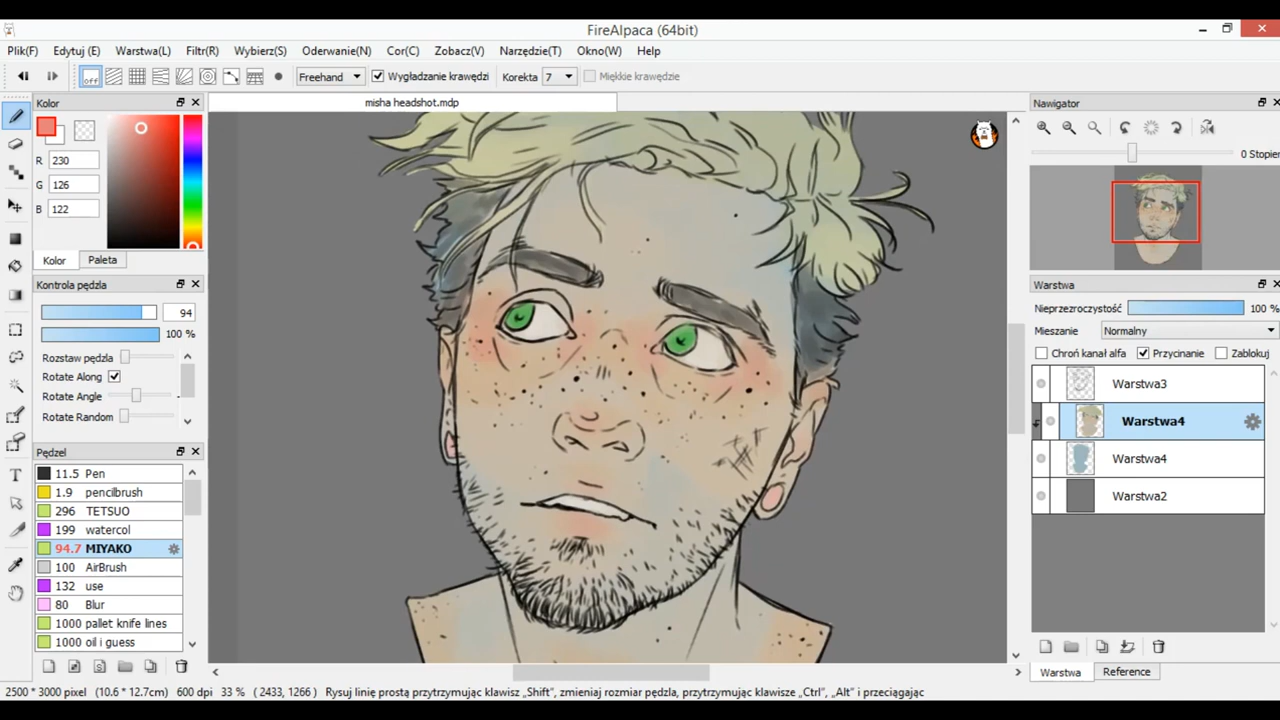 FireAlpaca (64bit)
Plik(F) Edytuj (E) Warstwa(L) Filtr(R) Wybierz(S) Oderwanie(N) Cor(C) Zobacz(V) Narzędzie(T) Okno(W) Help
off Freehand Wygładzanie krawędzi Korekta 7 Miękkie krawędzie
Kolor
misha headshot.mdp
Nawigator
R 230
G 126
B 122
0 Stopier
Kolor Paleta
Kontrola pędzla
94
100 %
Rozstaw pędzla
Rotate Along
Rotate Angle
Rotate Random
Pędzel
11.5 Pen
1.9 pencilbrush
296 TETSUO
199 watercol
94.7 MIYAKO
100 AirBrush
132 use
80 Blur
1000 pallet knife lines
1000 oil i guess
Warstwa
Nieprzezroczystość 100 %
Mieszanie Normalny
Chroń kanał alfa Przycinanie Zablokuj
Warstwa3
Warstwa4
Warstwa4
Warstwa2
Warstwa Reference
2500 * 3000 pixel (10.6 * 12.7cm) 600 dpi 33 % ( 2433, 1266 ) Rysuj linię prostą przytrzymując klawisz „Shift", zmieniaj rozmiar pędzla, przytrzymując klawisze „Ctrl", „Alt" i przeciągając